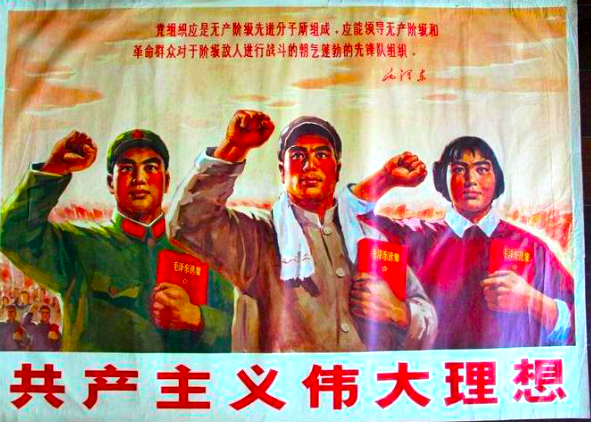 党组织应是无产阶级先进分子所组成，应能领导无产阶级和
革命群众对于阶级敌人进行战斗的朝气蓬勃的先锋队组织。
毛泽东
毛泽东选集
毛泽东选集
毛泽东选集
共产主义伟大理想